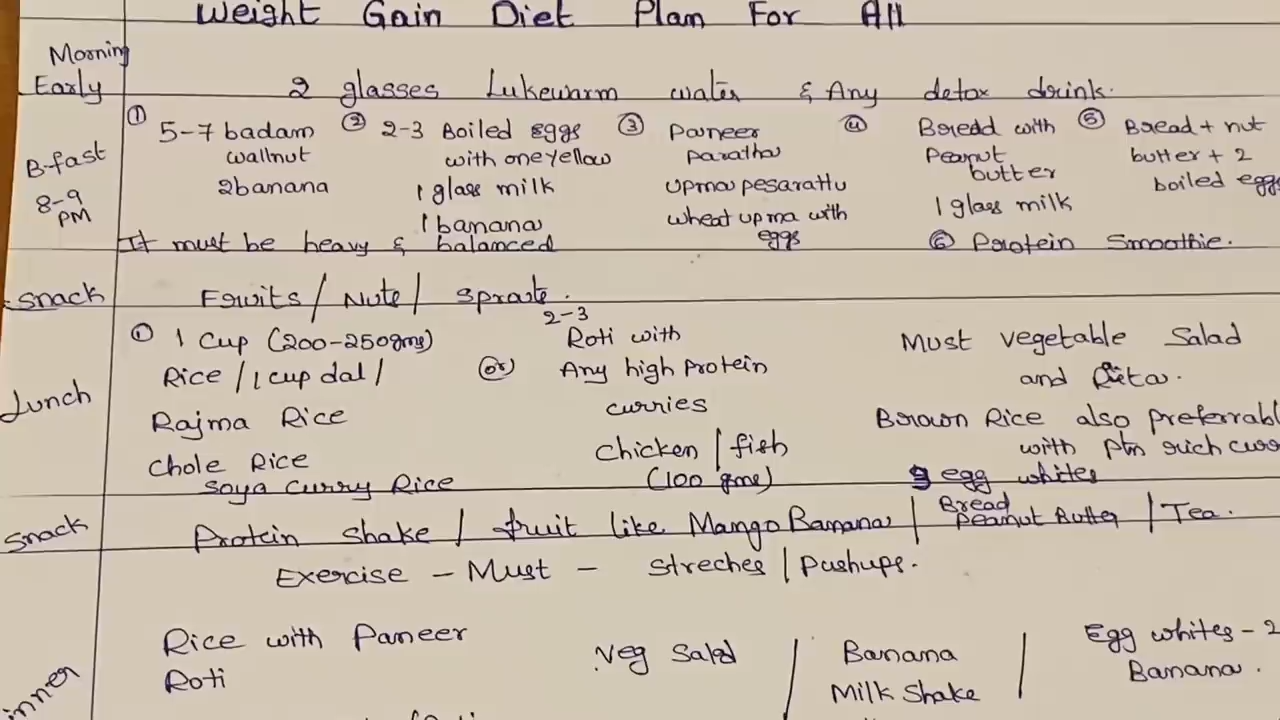 Weight Gain Diet Plan For All
Morning
Early
2 glasses Lukewarm water & Any detox drink.
B-fast
8-9
PM
① 5-7 badam
wallnut
2 banana
② 2-3 Boiled eggs
with one yellow
1 glass milk
1 banana
③ paneer
paratha
upma pesarattu
wheat upma with
eggs
④ Bread with
Peanut
butter
1 glass milk
⑤ Bread + nut
butter + 2
boiled eggs
It must be heavy & balanced
⑥ Protein Smoothie.
Snack
Fruits / Nuts / Sprauts.
Lunch
① 1 Cup (200-250gms)
Rice / 1 cup dal /
Rajma Rice
Chole Rice
Soya Curry Rice
(or)
2-3
Roti with
Any high protein
curries
chicken / fish
(100 gms)
Must vegetable Salad
and Rita.
Brown Rice also preferrabl
with ptn rich curr
egg whites
Snack
Protein Shake / fruit like Mango Banana / Bread Peanut Butter / Tea.
Exercise - Must - Streches / Pushups.
inner
Rice with Paneer
Roti
Veg Salad /
Banana
Milk Shake /
Egg whites - 2
Banana.